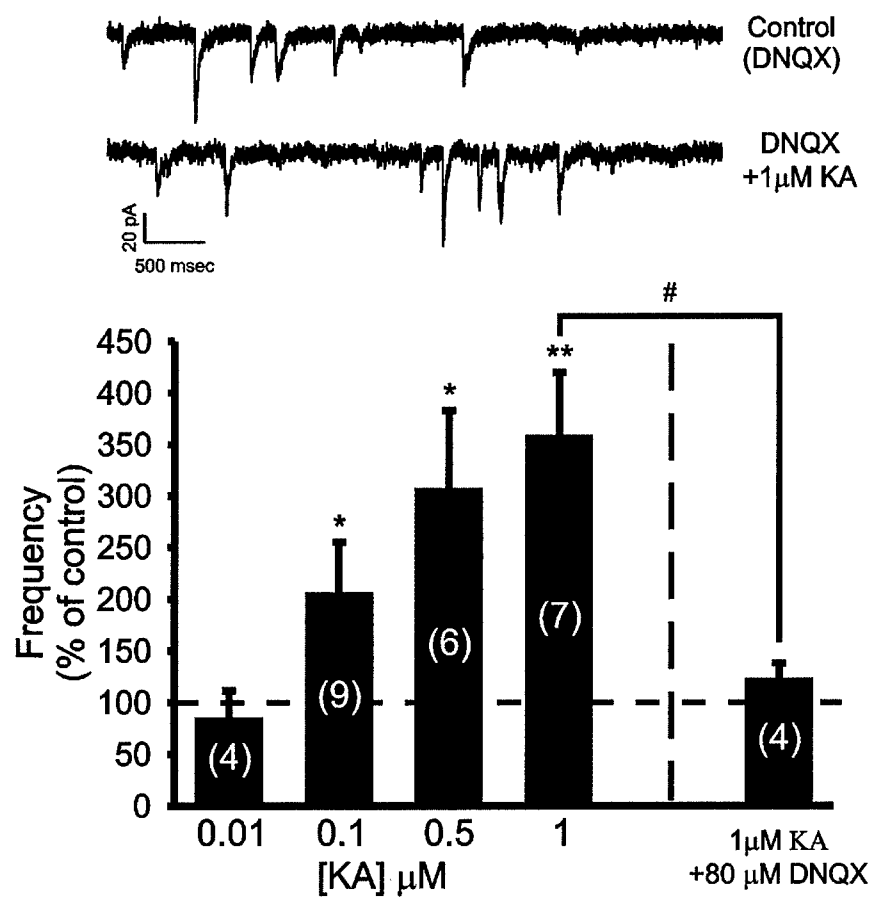 Control
(DNQX)
DNQX
+1μM KA
20 pA
500 msec
#
450
400
350
300
250
200
150
100
50
0
Frequency
(% of control)
*
*
**
(4)
(9)
(6)
(7)
(4)
0.01
0.1
0.5
1
[KA] μM
1μM KA
+80 μM DNQX